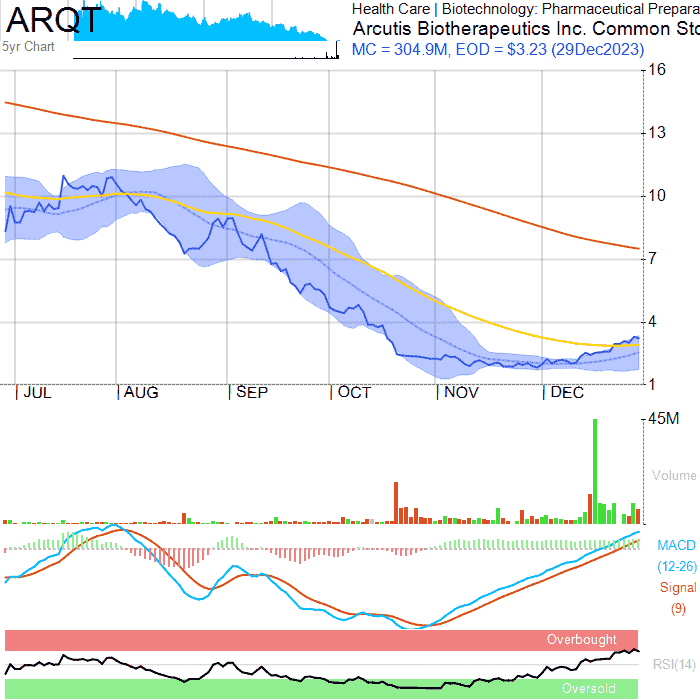 ARQT
5yr Chart
Health Care | Biotechnology: Pharmaceutical Prepara
Arcutis Biotherapeutics Inc. Common Sto
MC = 304.9M, EOD = $3.23 (29Dec2023)
16
13
10
7
4
1
JUL
AUG
SEP
OCT
NOV
DEC
45M
Volume
MACD
(12-26)
Signal
(9)
Overbought
RSI(14)
Oversold